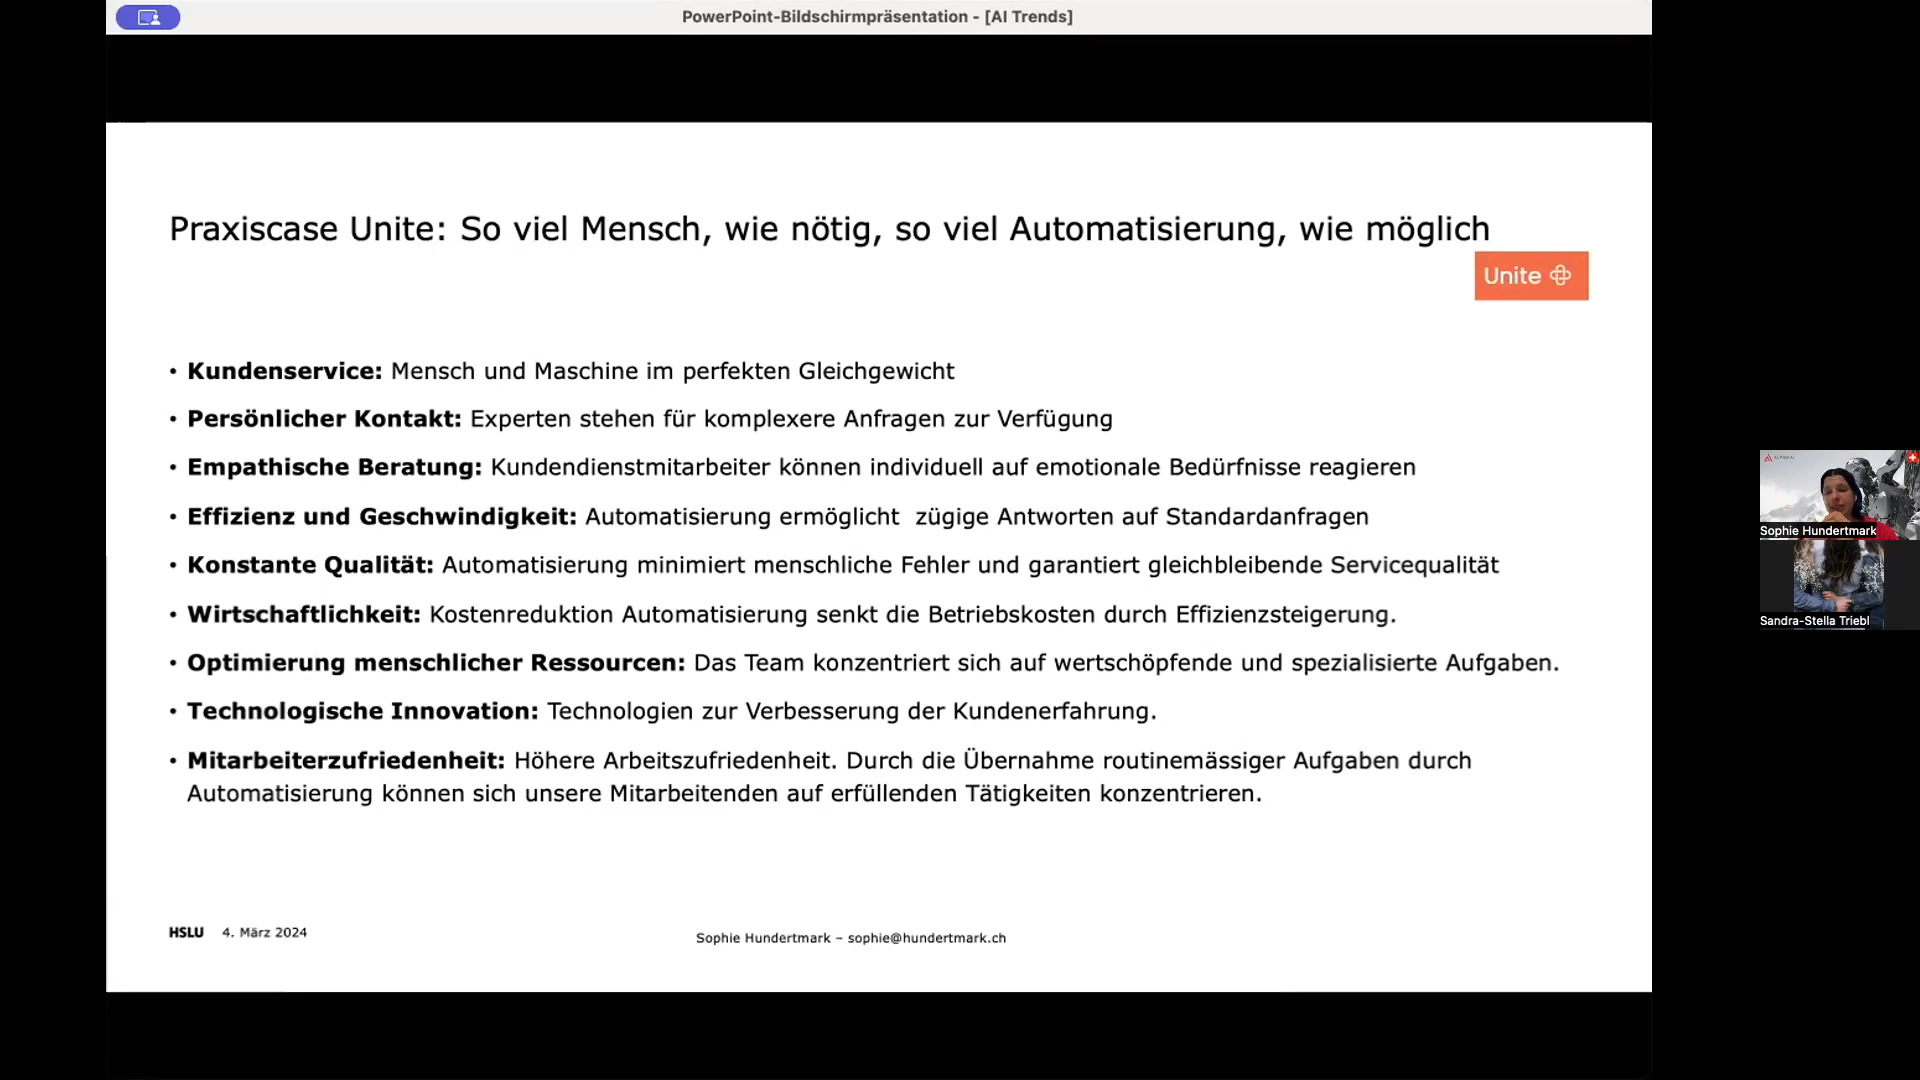 PowerPoint-Bildschirmpräsentation - [AI Trends]
Praxiscase Unite: So viel Mensch, wie nötig, so viel Automatisierung, wie möglich
Unite
• Kundenservice: Mensch und Maschine im perfekten Gleichgewicht
• Persönlicher Kontakt: Experten stehen für komplexere Anfragen zur Verfügung
• Empathische Beratung: Kundendienstmitarbeiter können individuell auf emotionale Bedürfnisse reagieren
• Effizienz und Geschwindigkeit: Automatisierung ermöglicht  zügige Antworten auf Standardanfragen
• Konstante Qualität: Automatisierung minimiert menschliche Fehler und garantiert gleichbleibende Servicequalität
• Wirtschaftlichkeit: Kostenreduktion Automatisierung senkt die Betriebskosten durch Effizienzsteigerung.
• Optimierung menschlicher Ressourcen: Das Team konzentriert sich auf wertschöpfende und spezialisierte Aufgaben.
• Technologische Innovation: Technologien zur Verbesserung der Kundenerfahrung.
• Mitarbeiterzufriedenheit: Höhere Arbeitszufriedenheit. Durch die Übernahme routinemässiger Aufgaben durch
Automatisierung können sich unsere Mitarbeitenden auf erfüllenden Tätigkeiten konzentrieren.
HSLU 4. März 2024
Sophie Hundertmark – sophie@hundertmark.ch
Sophie Hundertmark
Sandra-Stella Triebl